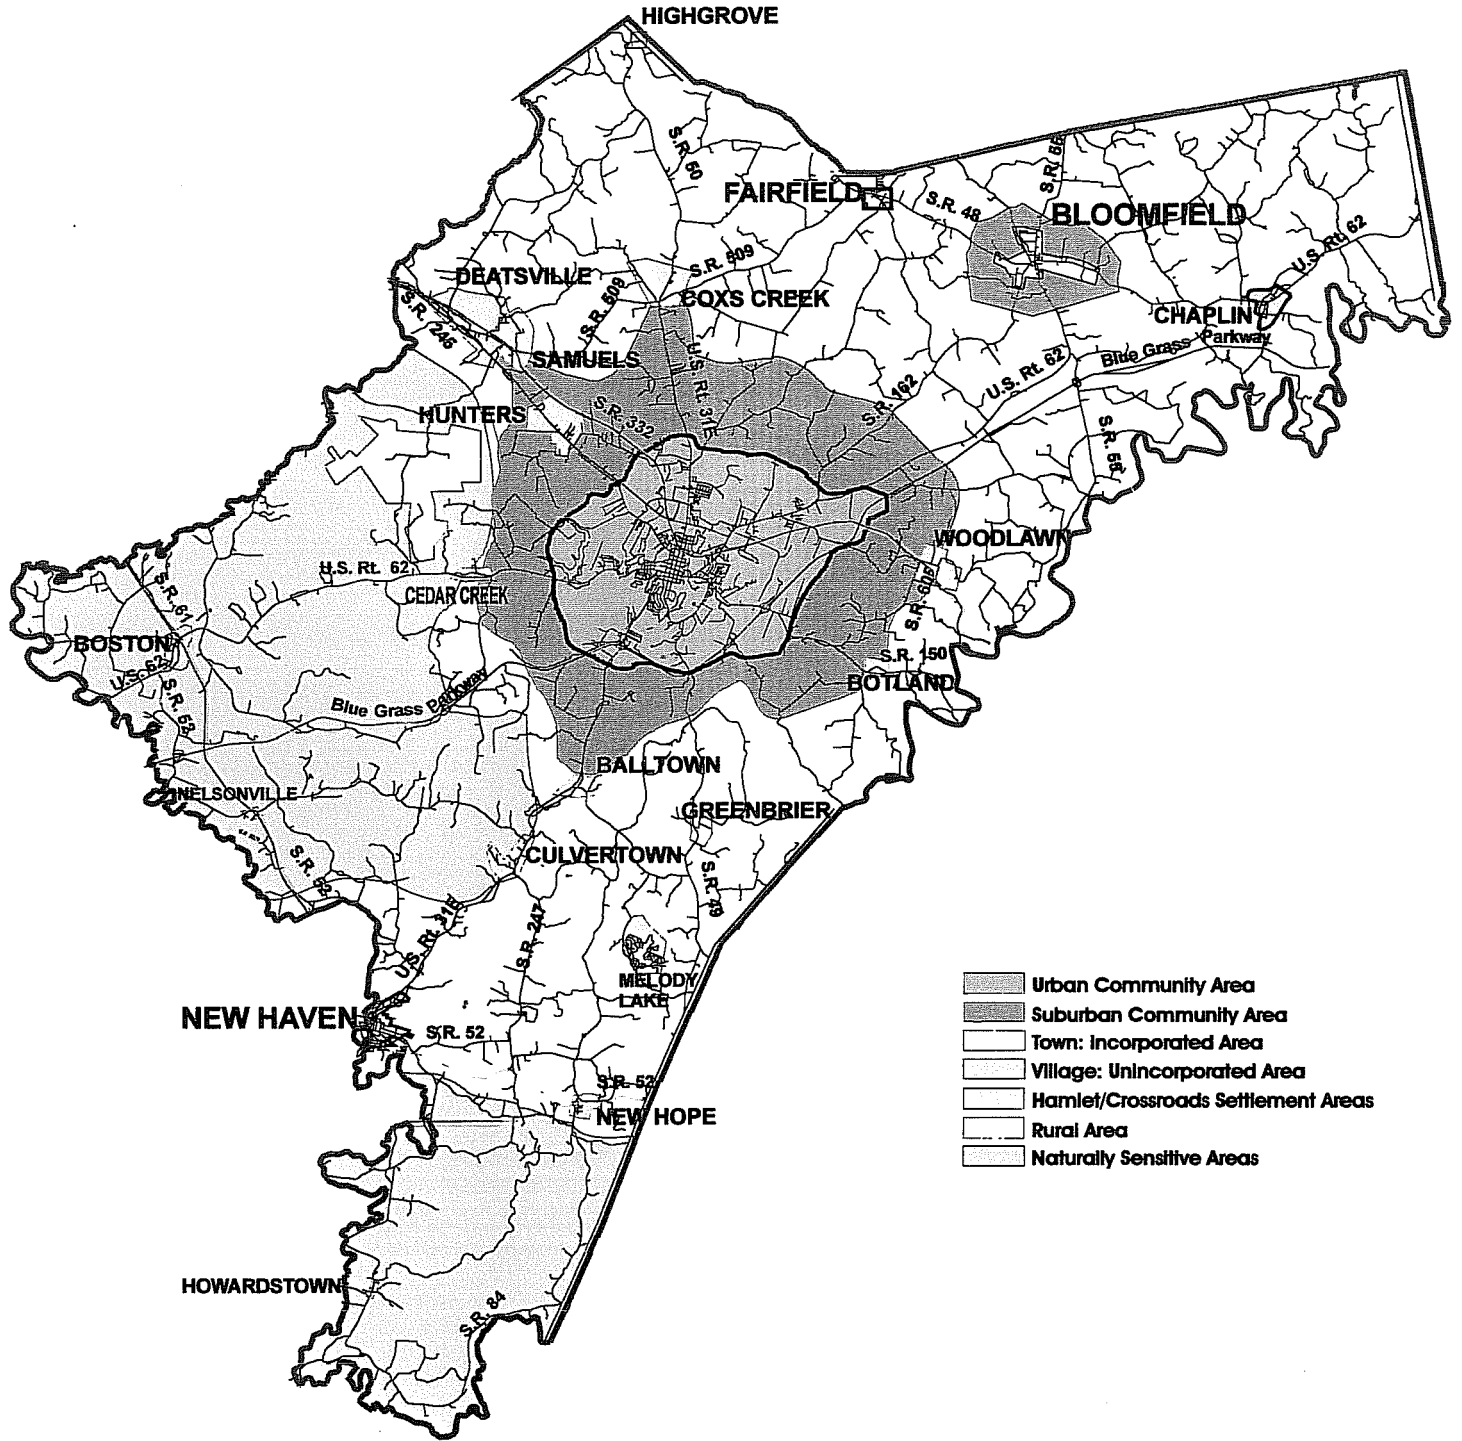 HIGHGROVE
S.R. 60
S.R. 55
FAIRFIELD
S.R. 48
BLOOMFIELD
U.S. Rt. 62
S.R. 509
DEATSVILLE
S.R. 509
COXS CREEK
S.R. 245
CHAPLIN
Blue Grass Parkway
SAMUELS
U.S. Rt. 31E
U.S. Rt. 62
S.R. 162
HUNTERS
S.R. 332
S.R. 55
WOODLAWN
U.S. Rt. 62
S.R. 61
CEDAR CREEK
S.R. 605
BOSTON
S.R. 150
U.S. 62
BOTLAND
S.R. 52
Blue Grass Parkway
BALLTOWN
NELSONVILLE
GREENBRIER
CULVERTOWN
S.R. 52
S.R. 49
U.S. Rt. 31E
S.R. 247
MELODY
LAKE
Urban Community Area
Suburban Community Area
NEW HAVEN
S.R. 52
Town: Incorporated Area
Village: Unincorporated Area
S.R. 52
Hamlet/Crossroads Settlement Areas
NEW HOPE
Rural Area
Naturally Sensitive Areas
HOWARDSTOWN
S.R. 84